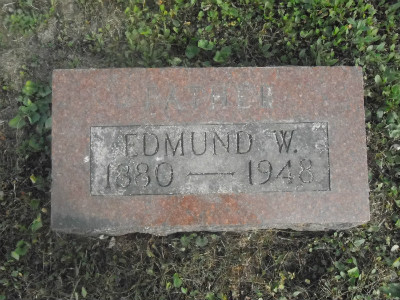 FATHER
EDMUND W.
1880 — 1948